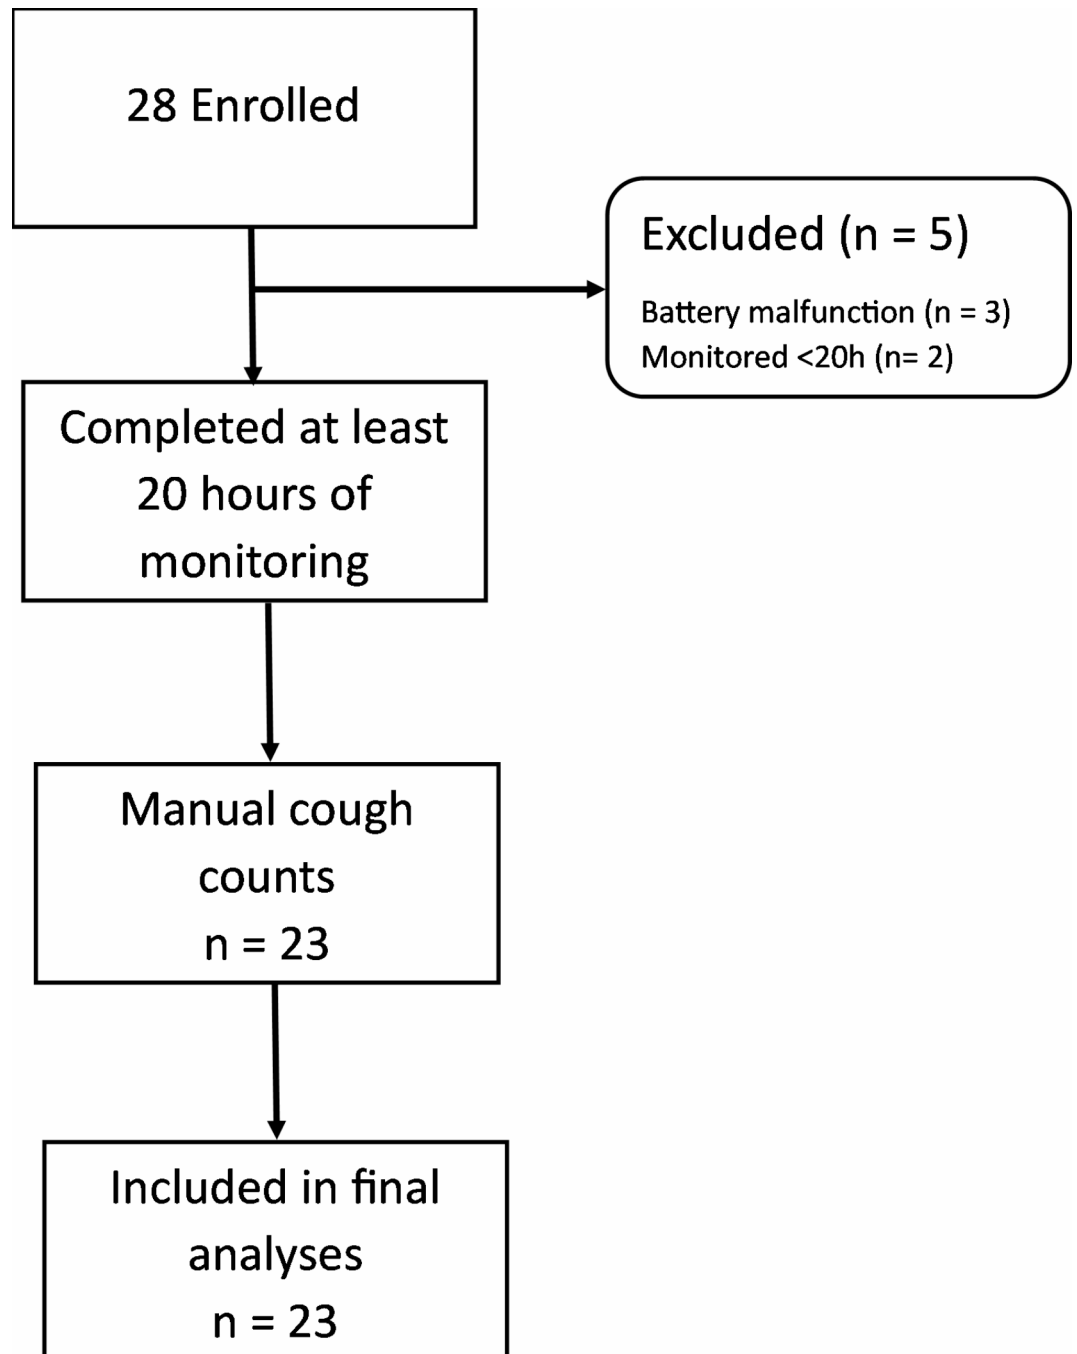 28 Enrolled
Excluded (n = 5)
Battery malfunction (n = 3)
Monitored <20h (n= 2)
Completed at least
20 hours of
monitoring
Manual cough
counts
n = 23
Included in final
analyses
n = 23